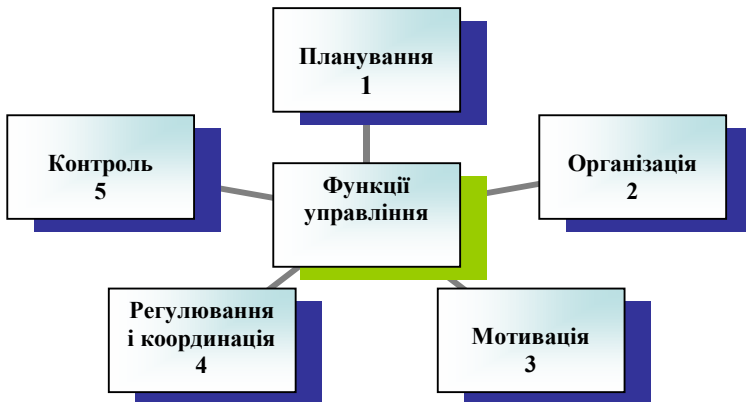 Планування
1
Контроль
5
Функції
управління
Організація
2
Регулювання
і координація
4
Мотивація
3